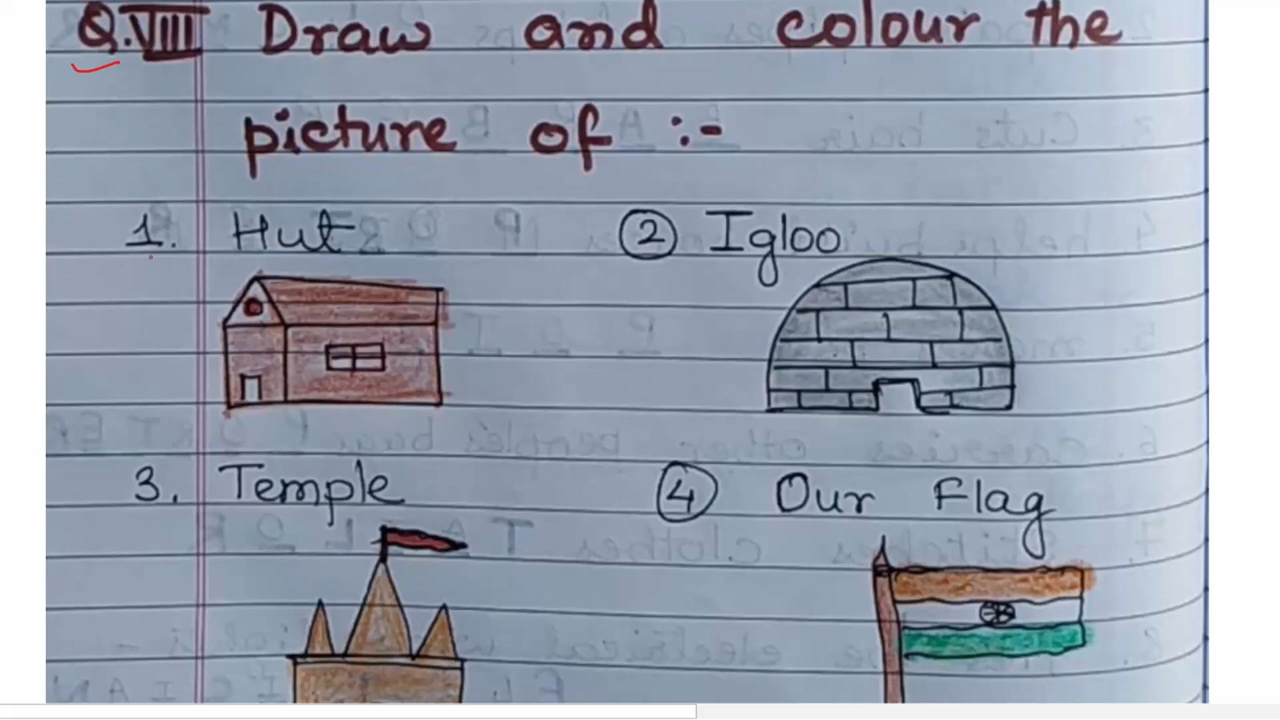 Q.VIII Draw and colour the
picture of :-
1. Hut ② Igloo
3. Temple ④ Our Flag